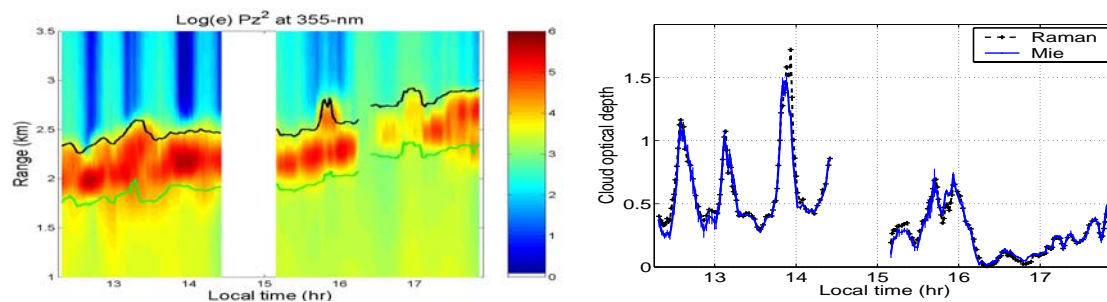 Log(e) Pz² at 355-nm
3.5
3
2.5
2
1.5
1
Range (km)
13 14 15 16 17
Local time (hr)
6
5
4
3
2
1
0
Raman
Mie
1.5
1
0.5
0
Cloud optical depth
13 14 15 16 17
Local time (hr)